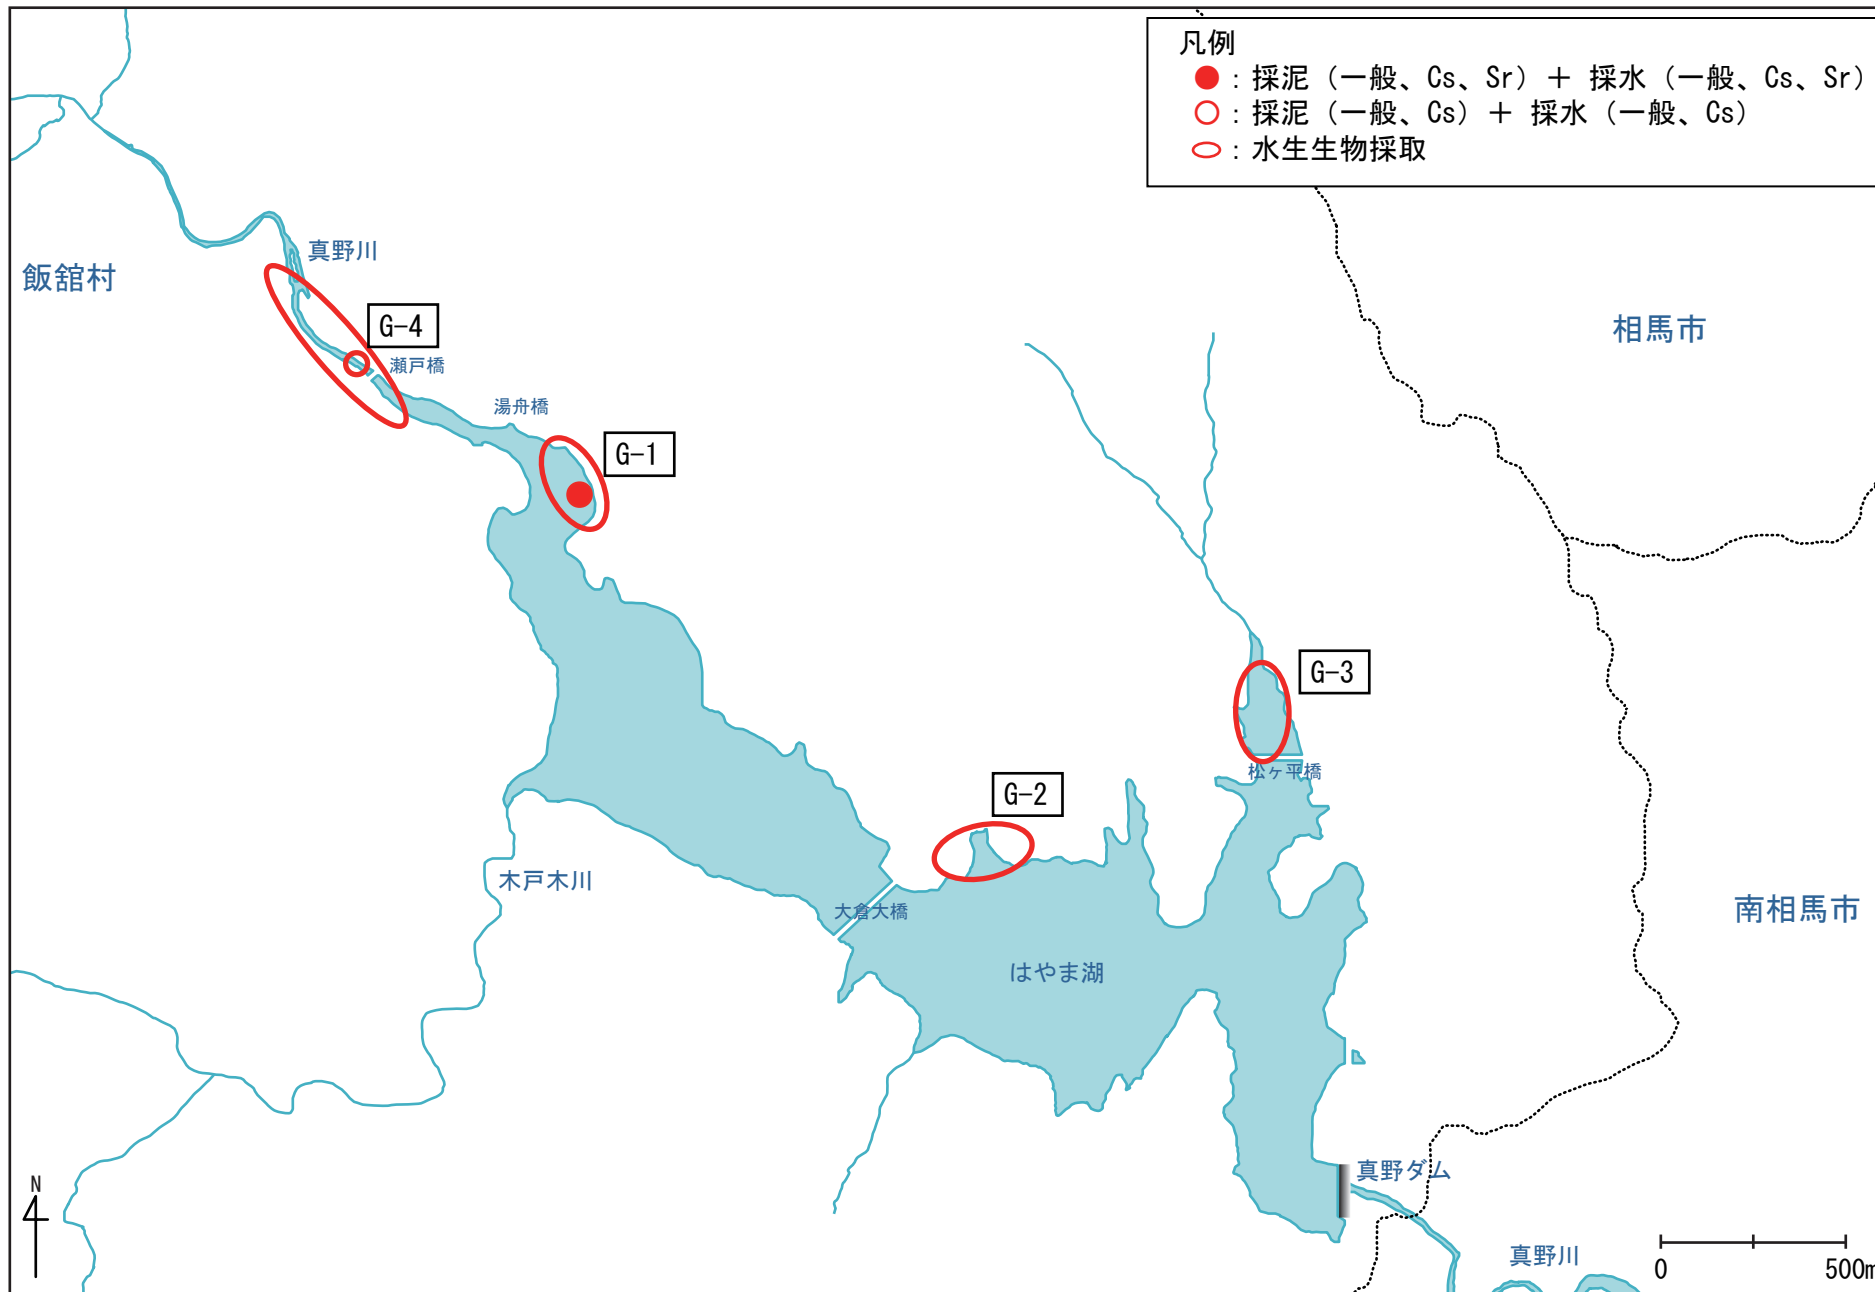 凡例
：採泥（一般、Cs、Sr）＋ 採水（一般、Cs、Sr）
：採泥（一般、Cs）＋ 採水（一般、Cs）
：水生生物採取
真野川
飯舘村
G-4
相馬市
瀬戸橋
湯舟橋
G-1
G-3
松ヶ平橋
G-2
木戸木川
大倉大橋
南相馬市
はやま湖
真野ダム
N
真野川
0 500m